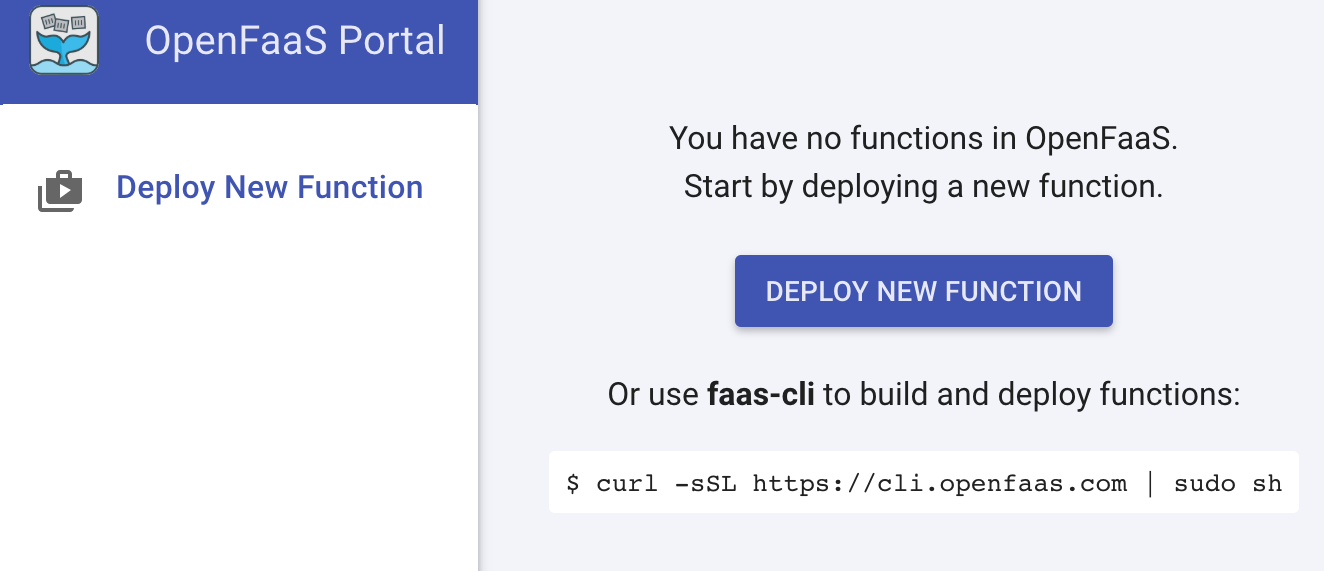 OpenFaaS Portal
Deploy New Function
You have no functions in OpenFaaS.
Start by deploying a new function.
DEPLOY NEW FUNCTION
Or use faas-cli to build and deploy functions:
$ curl -sSL https://cli.openfaas.com | sudo sh